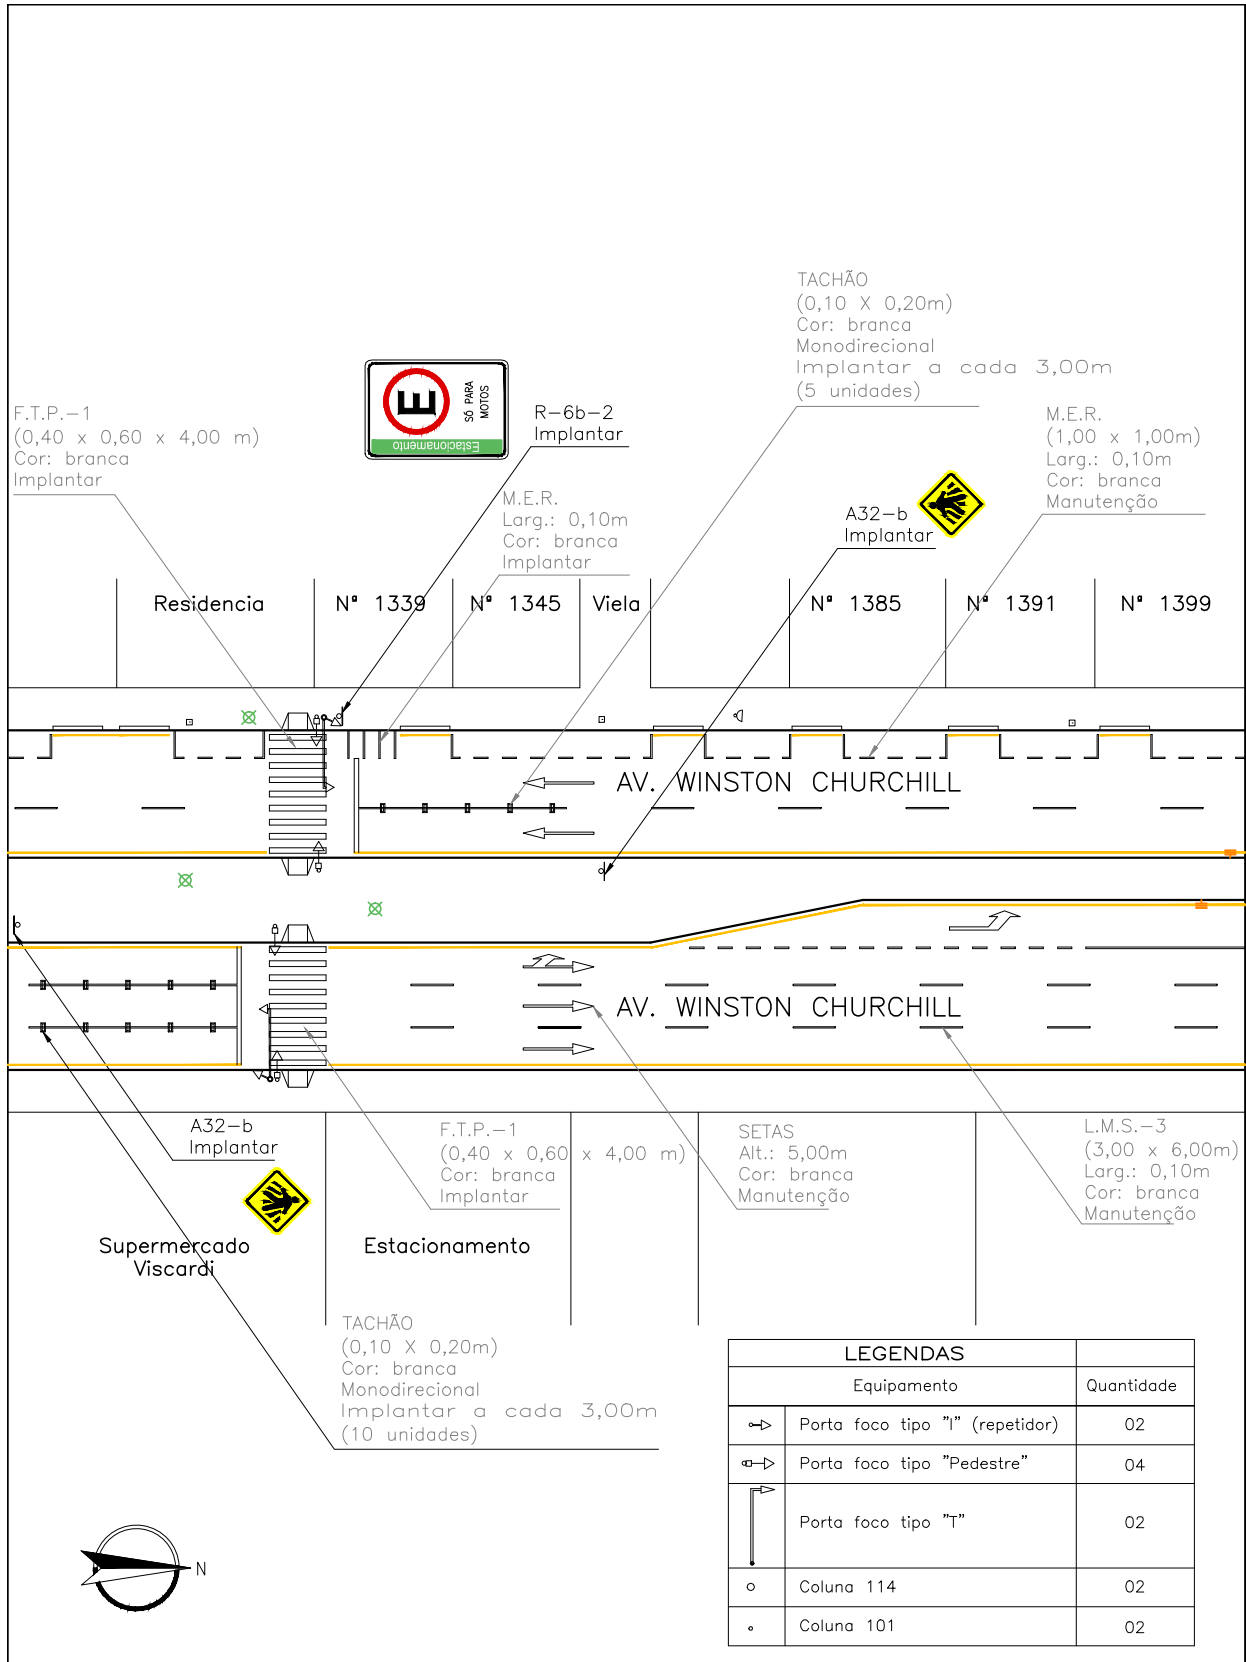 TACHÃO
(0,10 X 0,20m)
Cor: branca
Monodirecional
Implantar a cada 3,00m
(5 unidades)
F.T.P.-1
(0,40 x 0,60 x 4,00 m)
Cor: branca
Implantar
E
SÓ PARA
MOTOS
Estacionamento
R-6b-2
Implantar
M.E.R.
(1,00 x 1,00m)
Larg.: 0,10m
Cor: branca
Manutenção
M.E.R.
Larg.: 0,10m
Cor: branca
Implantar
A32-b
Implantar
Residencia
Nª 1339
Nª 1345
Viela
Nª 1385
Nª 1391
Nª 1399
AV. WINSTON CHURCHILL
AV. WINSTON CHURCHILL
A32-b
Implantar
F.T.P.-1
(0,40 x 0,60 x 4,00 m)
Cor: branca
Implantar
SETAS
Alt.: 5,00m
Cor: branca
Manutenção
L.M.S.-3
(3,00 x 6,00m)
Larg.: 0,10m
Cor: branca
Manutenção
Supermercado
Viscardi
Estacionamento
TACHÃO
(0,10 X 0,20m)
Cor: branca
Monodirecional
Implantar a cada 3,00m
(10 unidades)
LEGENDAS
Equipamento Quantidade
Porta foco tipo "I" (repetidor) 02
Porta foco tipo "Pedestre" 04
Porta foco tipo "T" 02
Coluna 114 02
Coluna 101 02
N